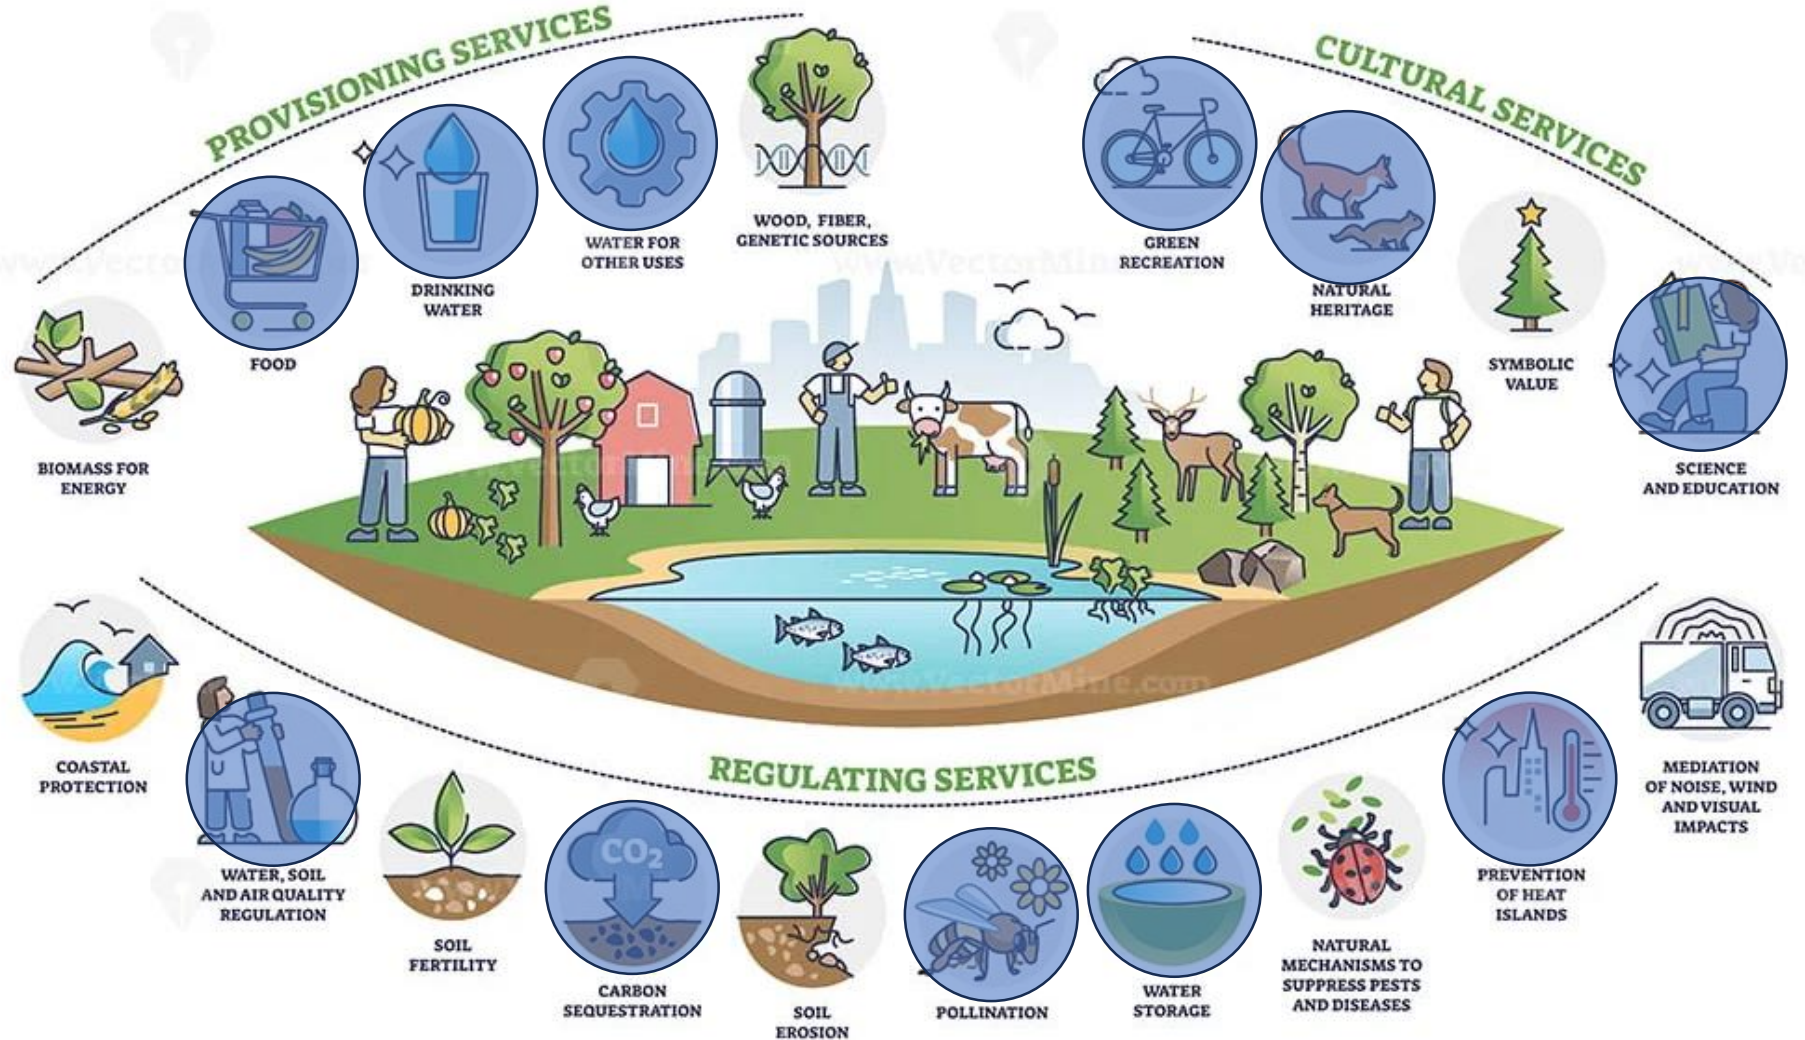 PROVISIONING SERVICES
CULTURAL SERVICES
BIOMASS FOR
ENERGY
FOOD
DRINKING
WATER
WATER FOR
OTHER USES
WOOD, FIBER,
GENETIC SOURCES
GREEN
RECREATION
NATURAL
HERITAGE
SYMBOLIC
VALUE
SCIENCE
AND EDUCATION
www.VectorMine.com
REGULATING SERVICES
COASTAL
PROTECTION
WATER, SOIL
AND AIR QUALITY
REGULATION
SOIL
FERTILITY
CO₂
CARBON
SEQUESTRATION
SOIL
EROSION
POLLINATION
WATER
STORAGE
NATURAL
MECHANISMS TO
SUPPRESS PESTS
AND DISEASES
PREVENTION
OF HEAT
ISLANDS
MEDIATION
OF NOISE, WIND
AND VISUAL
IMPACTS